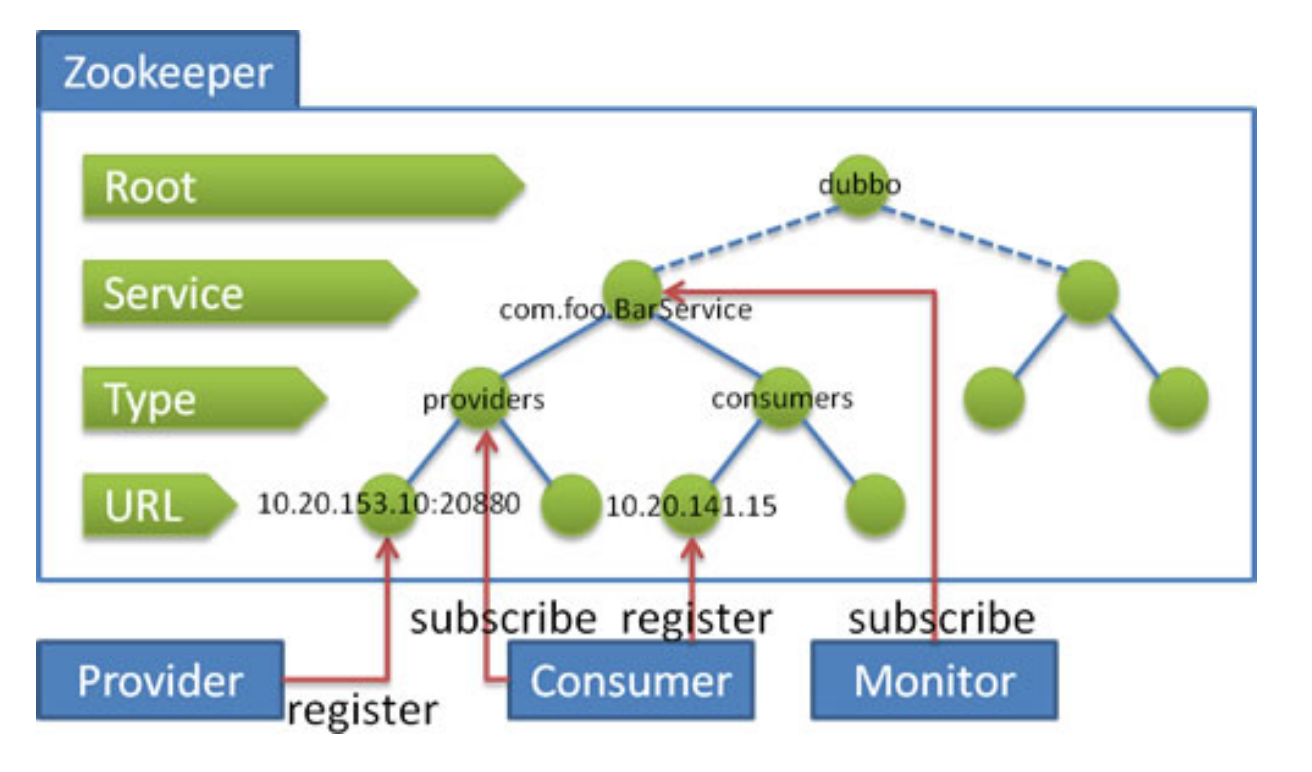 Zookeeper
Root
dubbo
Service
com.foo.BarService
Type
providers
consumers
URL
10.20.153.10:20880
10.20.141.15
subscribe
register
subscribe
Provider
Consumer
Monitor
register